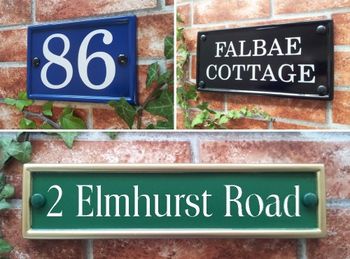 86
FALBAE
COTTAGE
2 Elmhurst Road